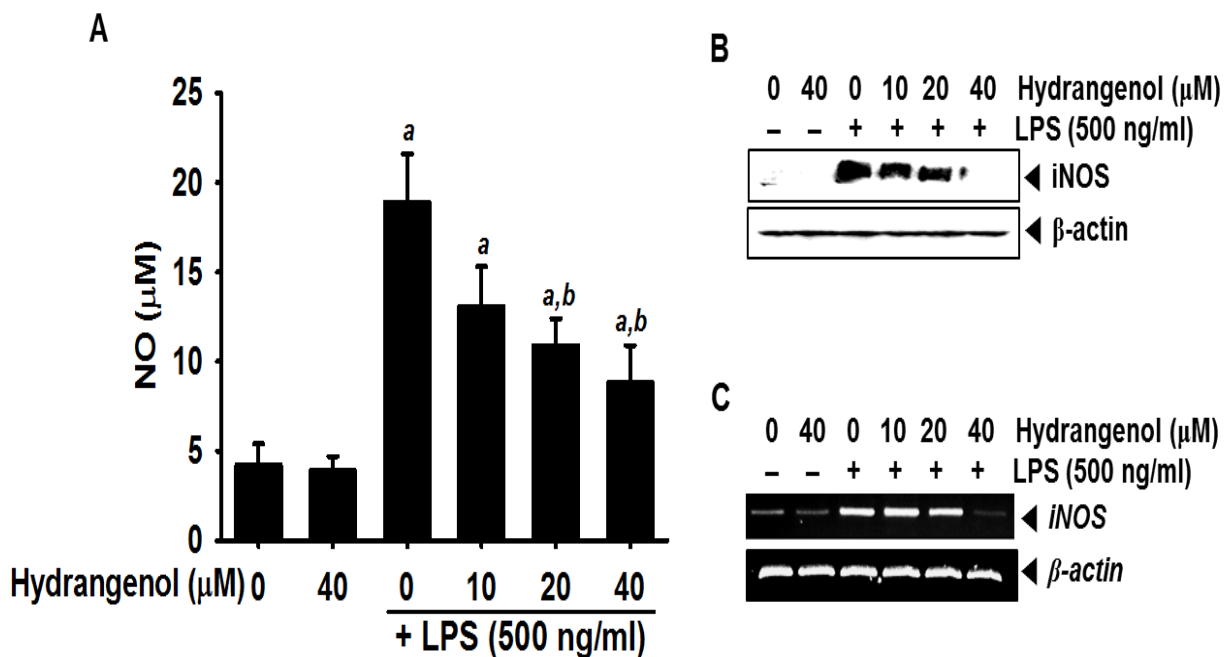 A
25
20
15
10
5
0
NO (μM)
a
a
a,b
a,b
Hydrangenol (μM) 0 40 0 10 20 40
+ LPS (500 ng/ml)
B
0 40 0 10 20 40 Hydrangenol (μM)
– – + + + + LPS (500 ng/ml)
◀ iNOS
◀ β-actin
C
0 40 0 10 20 40 Hydrangenol (μM)
– – + + + + LPS (500 ng/ml)
◀ iNOS
◀ β-actin